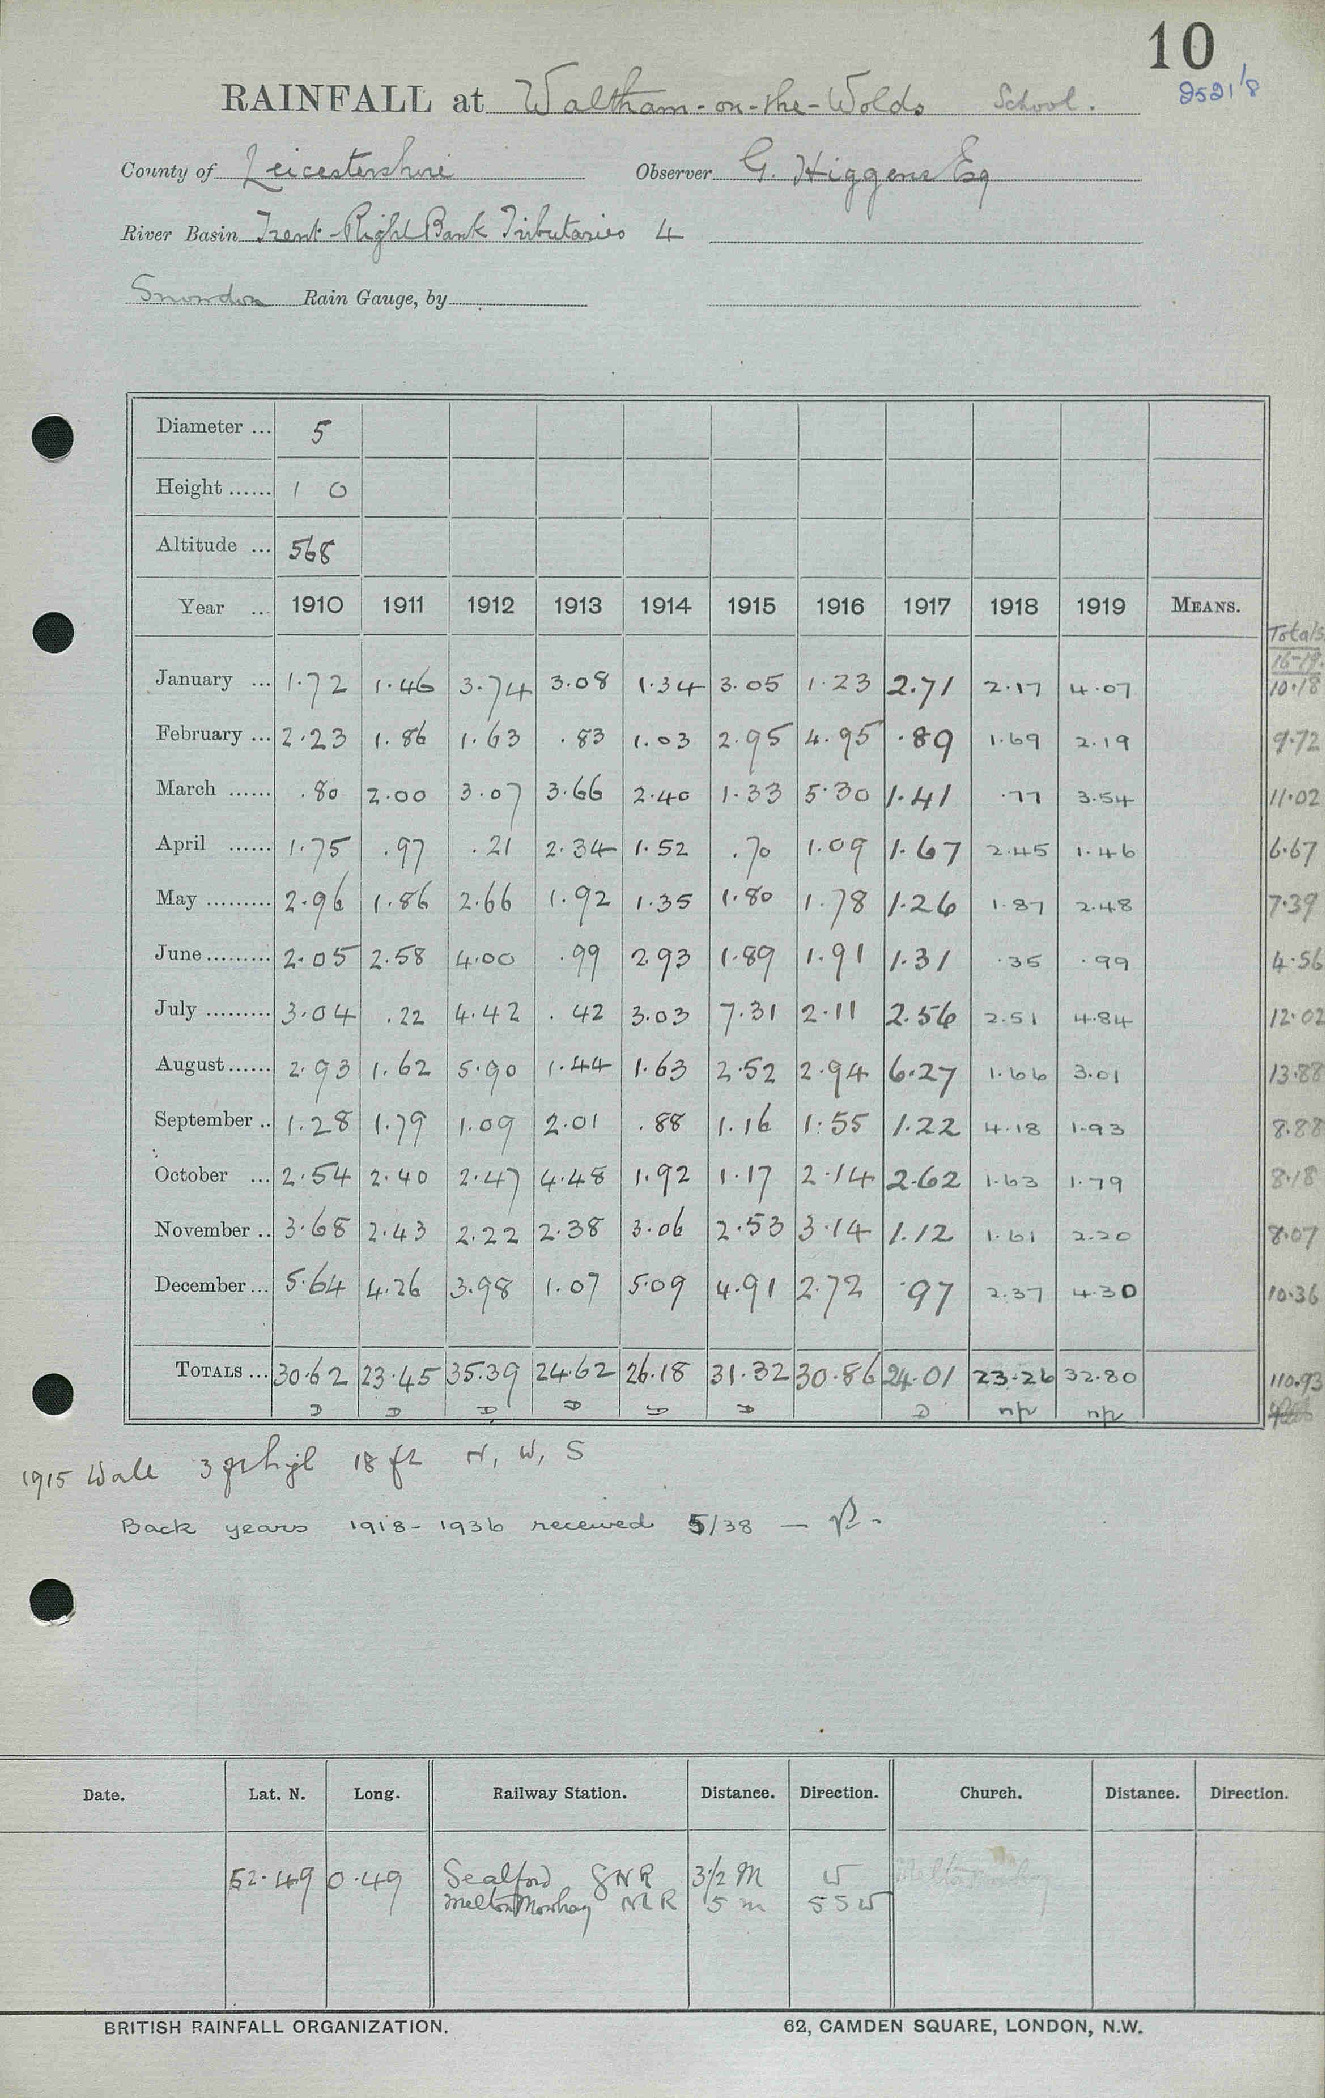 10
RAINFALL at Waltham-on-the-Wolds School. 2521/8
County of Leicestershire Observer G. Higgens Esq
River Basin Trent-Right Bank Tributaries 4
Snowdon Rain Gauge, by
Diameter ... 5
Height ...... 1 0
Altitude ... 568
Year ... 1910 1911 1912 1913 1914 1915 1916 1917 1918 1919 MEANS.
Totals
16-19.
January ... 1.72 1.46 3.74 3.08 1.34 3.05 1.23 2.71 2.17 4.07 10.18
February ... 2.23 1.86 1.63 .83 1.03 2.95 4.95 .89 1.69 2.19 9.72
March ...... .80 2.00 3.07 3.66 2.40 1.33 5.30 1.41 .77 3.54 11.02
April ...... 1.75 .97 .21 2.34 1.52 .70 1.09 1.67 2.45 1.46 6.67
May ......... 2.96 1.86 2.66 1.92 1.35 1.80 1.78 1.26 1.87 2.48 7.39
June ......... 2.05 2.58 4.00 .99 2.93 1.89 1.91 1.31 .35 .99 4.56
July ......... 3.04 .22 4.42 .42 3.03 7.31 2.11 2.56 2.51 4.84 12.02
August ...... 2.93 1.62 5.90 1.44 1.63 2.52 2.94 6.27 1.66 3.01 13.88
September .. 1.28 1.79 1.09 2.01 .88 1.16 1.55 1.22 4.18 1.93 8.88
October ... 2.54 2.40 2.47 4.48 1.92 1.17 2.14 2.62 1.63 1.79 8.18
November .. 3.68 2.43 2.22 2.38 3.06 2.53 3.14 1.12 1.61 2.20 8.07
December ... 5.64 4.26 3.98 1.07 5.09 4.91 2.72 .97 2.37 4.30 10.36
TOTALS ... 30.62 23.45 35.39 24.62 26.18 31.32 30.86 24.01 23.26 32.80 110.93
D D D D D D D np np
1915 Wall 3 ft high 18 ft N, W, S
Back years 1918-1936 received 5/38 —
Date. Lat. N. Long. Railway Station. Distance. Direction. Church. Distance. Direction.
52.49 0.49 Scalford GNR 3½ M W Melton Mowbray
Melton Mowbray MR 5 m SSW
BRITISH RAINFALL ORGANIZATION. 62, CAMDEN SQUARE, LONDON, N.W.